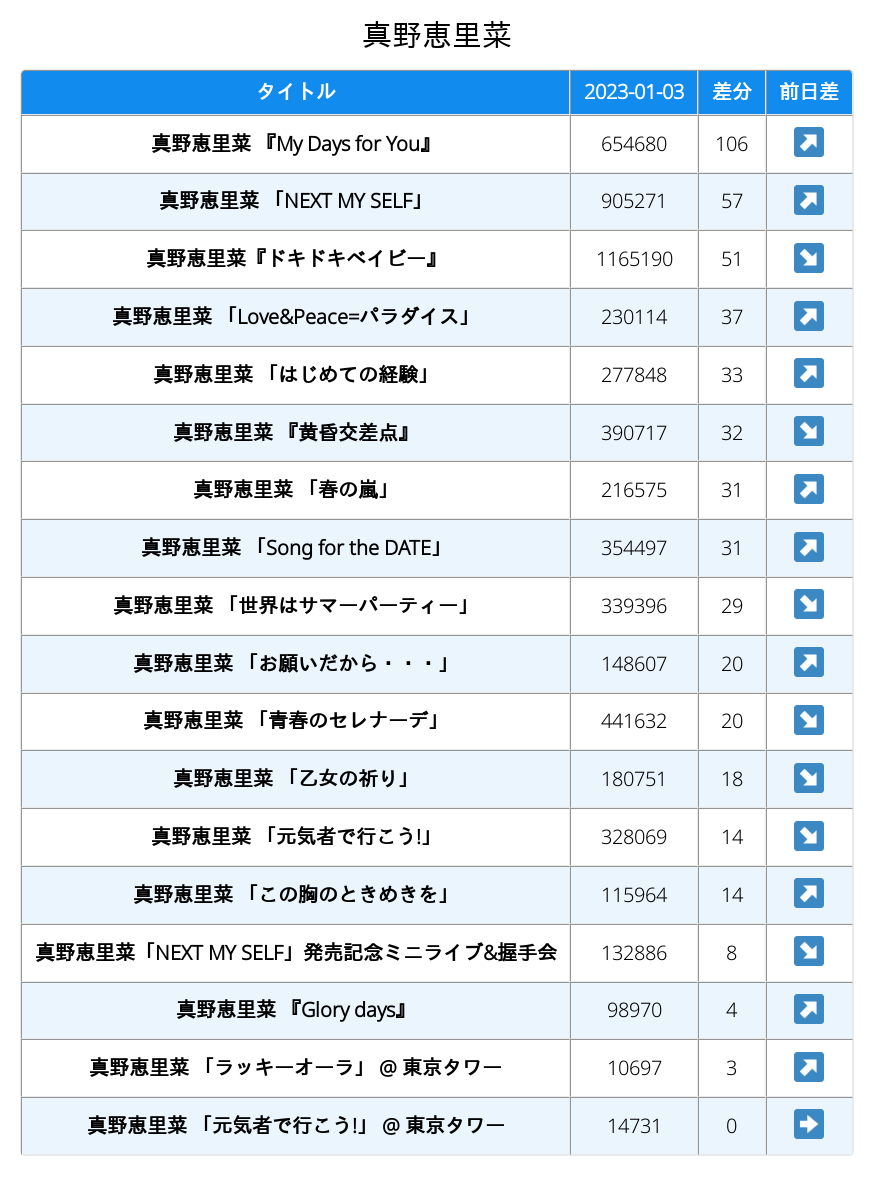 真野恵里菜
タイトル 2023-01-03 差分 前日差
真野恵里菜 『My Days for You』 654680 106 ↗
真野恵里菜 「NEXT MY SELF」 905271 57 ↗
真野恵里菜『ドキドキベイビー』 1165190 51 ↘
真野恵里菜 「Love&Peace=パラダイス」 230114 37 ↗
真野恵里菜 「はじめての経験」 277848 33 ↗
真野恵里菜 『黄昏交差点』 390717 32 ↘
真野恵里菜 「春の嵐」 216575 31 ↗
真野恵里菜 「Song for the DATE」 354497 31 ↗
真野恵里菜 「世界はサマーパーティー」 339396 29 ↘
真野恵里菜 「お願いだから・・・」 148607 20 ↗
真野恵里菜 「青春のセレナーデ」 441632 20 ↘
真野恵里菜 「乙女の祈り」 180751 18 ↘
真野恵里菜 「元気者で行こう!」 328069 14 ↘
真野恵里菜 「この胸のときめきを」 115964 14 ↗
真野恵里菜「NEXT MY SELF」発売記念ミニライブ&握手会 132886 8 ↘
真野恵里菜 『Glory days』 98970 4 ↗
真野恵里菜 「ラッキーオーラ」 @ 東京タワー 10697 3 ↗
真野恵里菜 「元気者で行こう!」 @ 東京タワー 14731 0 ➡